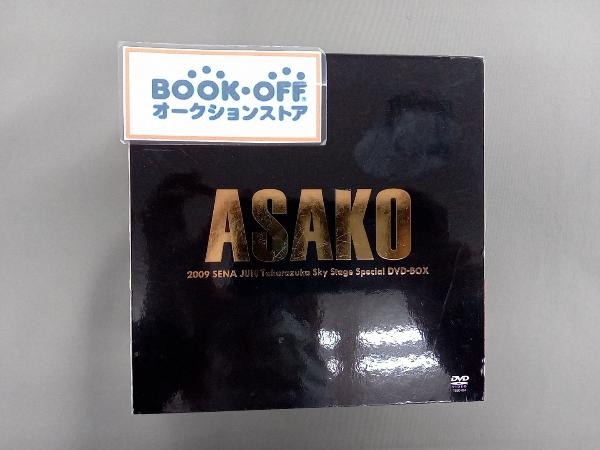 BOOK・OFF
オークションストア
ASAKO
2009 SENA JUN Takarazuka Sky Stage Special DVD-BOX
DVD